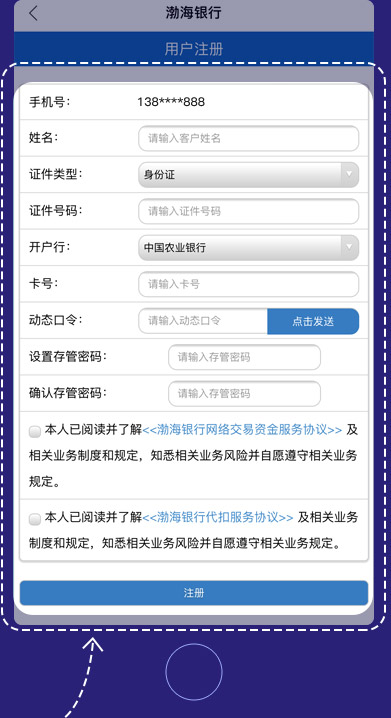 渤海银行
用户注册
手机号： 138****888
姓名： 请输入客户姓名
证件类型： 身份证
证件号码： 请输入证件号码
开户行： 中国农业银行
卡号： 请输入卡号
动态口令： 请输入动态口令 点击发送
设置存管密码： 请输入存管密码
确认存管密码： 请输入存管密码
本人已阅读并了解<<渤海银行网络交易资金服务协议>> 及
相关业务制度和规定，知悉相关业务风险并自愿遵守相关业务
规定。
本人已阅读并了解<<渤海银行代扣服务协议>> 及相关业务
制度和规定，知悉相关业务风险并自愿遵守相关业务规定。
注册